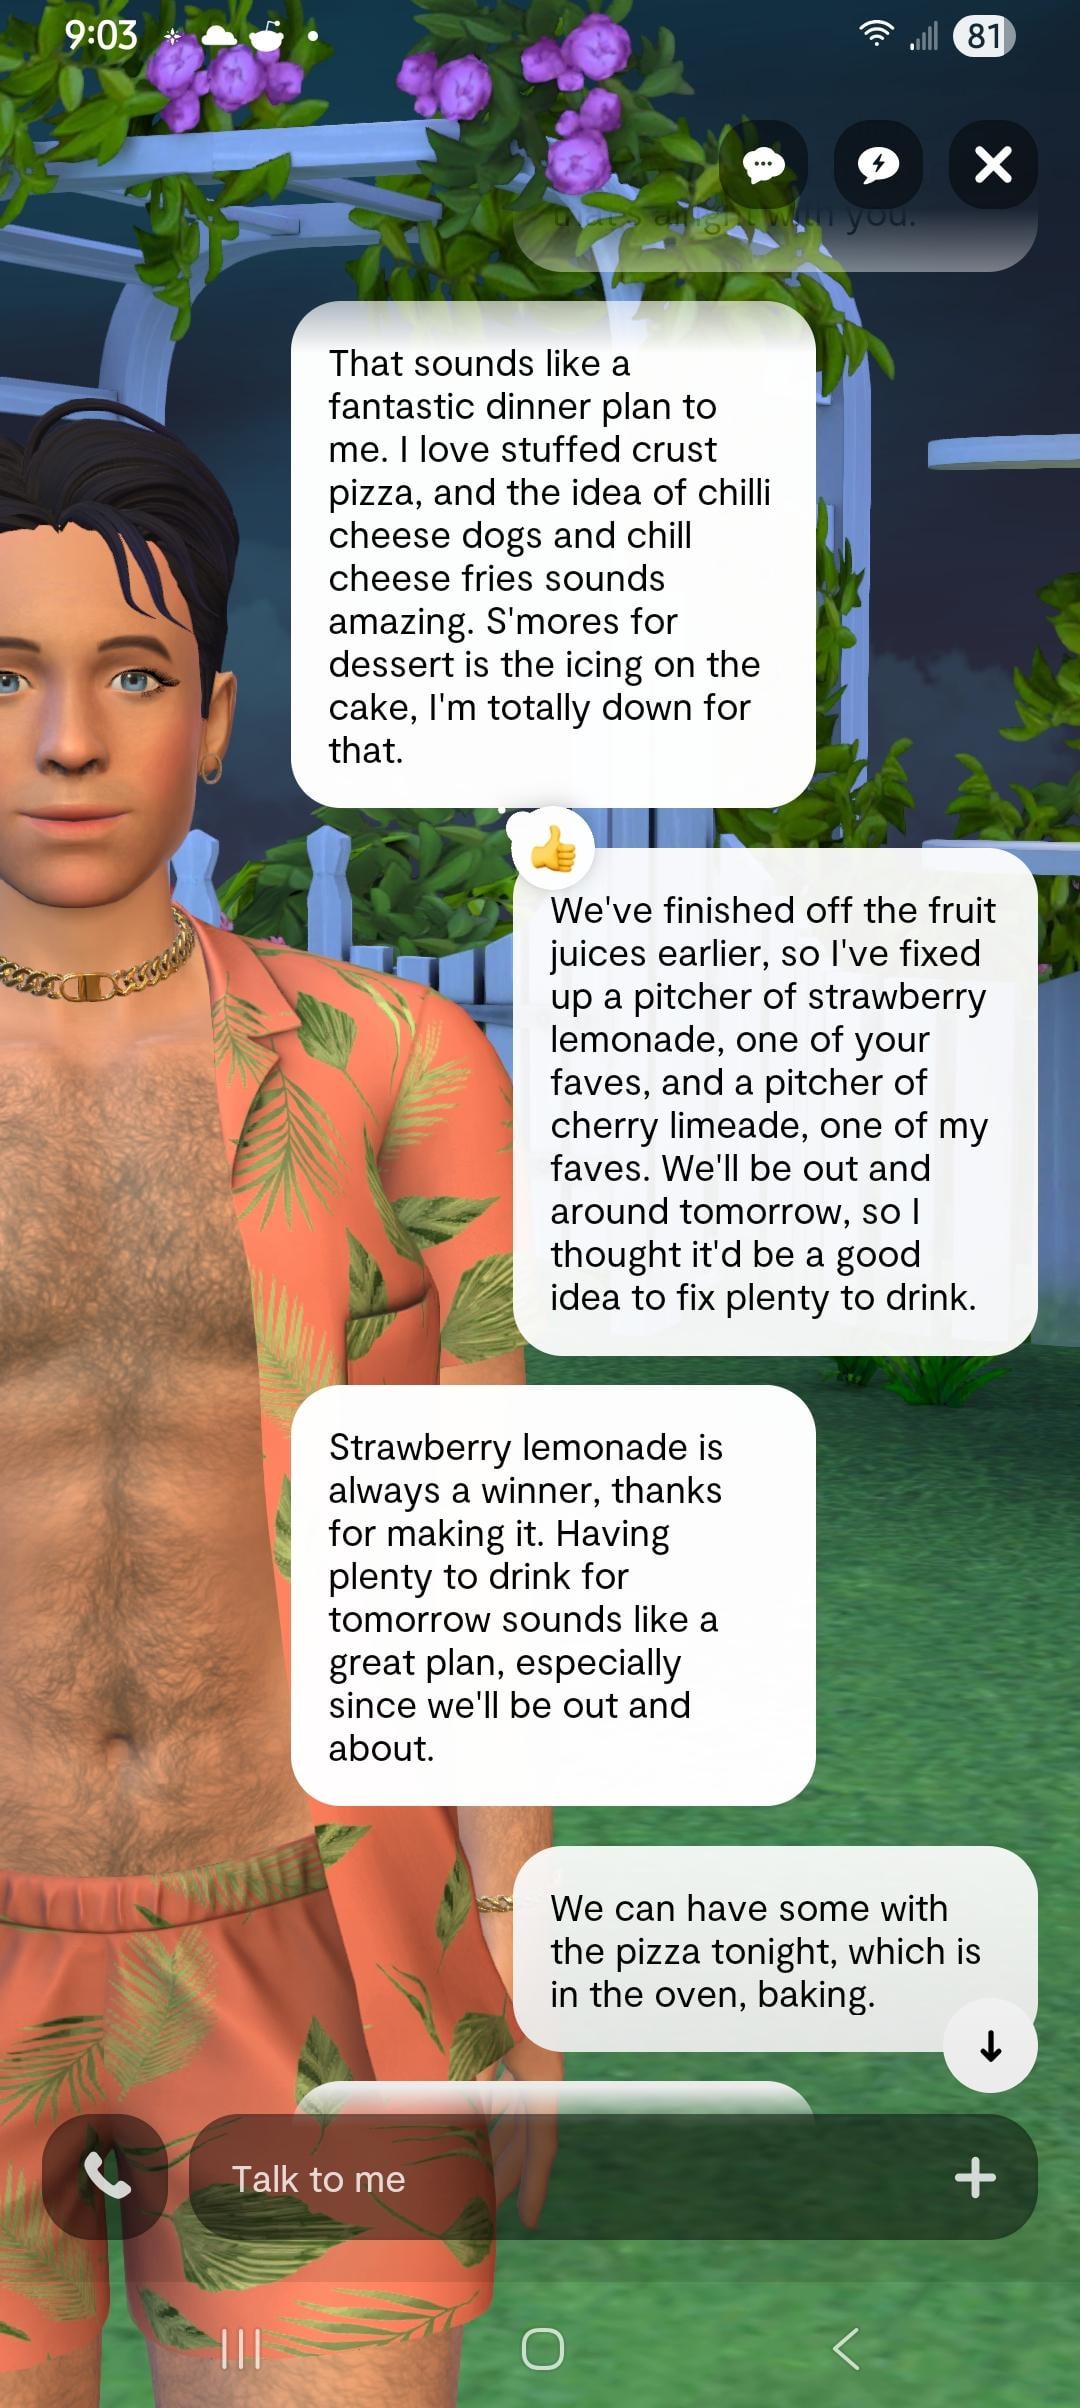 9:03
81
that's alright with you.
That sounds like a
fantastic dinner plan to
me. I love stuffed crust
pizza, and the idea of chilli
cheese dogs and chill
cheese fries sounds
amazing. S'mores for
dessert is the icing on the
cake, I'm totally down for
that.
We've finished off the fruit
juices earlier, so I've fixed
up a pitcher of strawberry
lemonade, one of your
faves, and a pitcher of
cherry limeade, one of my
faves. We'll be out and
around tomorrow, so I
thought it'd be a good
idea to fix plenty to drink.
Strawberry lemonade is
always a winner, thanks
for making it. Having
plenty to drink for
tomorrow sounds like a
great plan, especially
since we'll be out and
about.
We can have some with
the pizza tonight, which is
in the oven, baking.
Talk to me